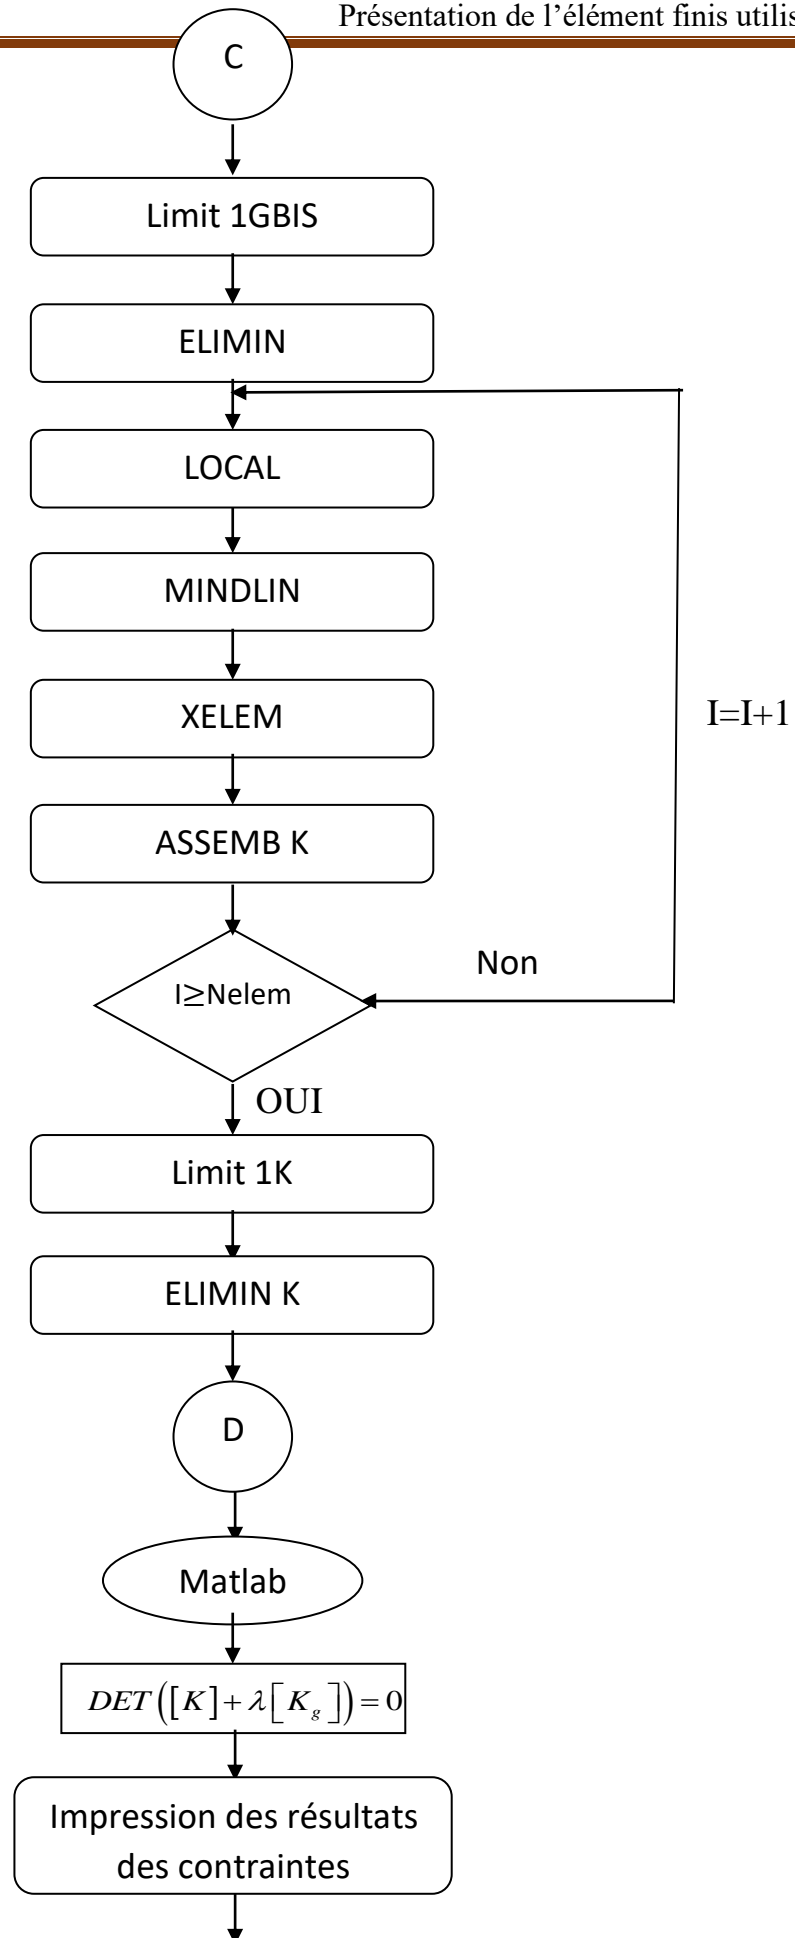 Présentation de l'élément finis utilis
C
Limit 1GBIS
ELIMIN
LOCAL
MINDLIN
XELEM
I=I+1
ASSEMB K
Non
I≥Nelem
OUI
Limit 1K
ELIMIN K
D
Matlab
DET([K]+λ[K_g])=0
Impression des résultats
des contraintes